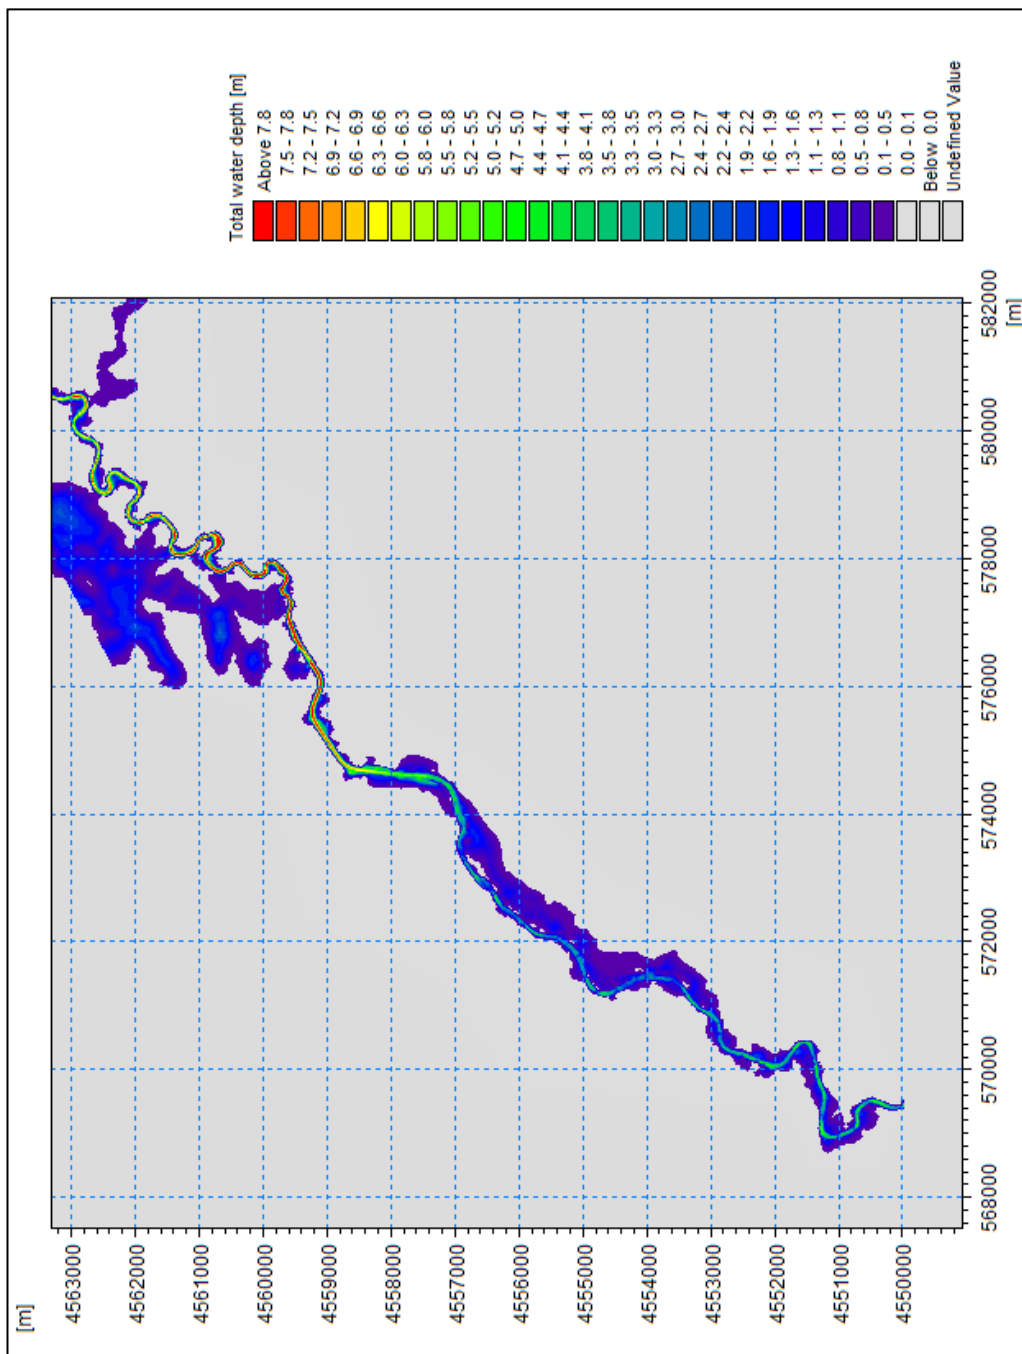 [m]
4563000
4562000
4561000
4560000
4559000
4558000
4557000
4556000
4555000
4554000
4553000
4552000
4551000
4550000
568000
570000
572000
574000
576000
578000
580000
582000
[m]
Total water depth [m]
Above 7.8
7.5 - 7.8
7.2 - 7.5
6.9 - 7.2
6.6 - 6.9
6.3 - 6.6
6.0 - 6.3
5.8 - 6.0
5.5 - 5.8
5.2 - 5.5
5.0 - 5.2
4.7 - 5.0
4.4 - 4.7
4.1 - 4.4
3.8 - 4.1
3.5 - 3.8
3.3 - 3.5
3.0 - 3.3
2.7 - 3.0
2.4 - 2.7
2.2 - 2.4
1.9 - 2.2
1.6 - 1.9
1.3 - 1.6
1.1 - 1.3
0.8 - 1.1
0.5 - 0.8
0.1 - 0.5
0.0 - 0.1
Below 0.0
Undefined Value